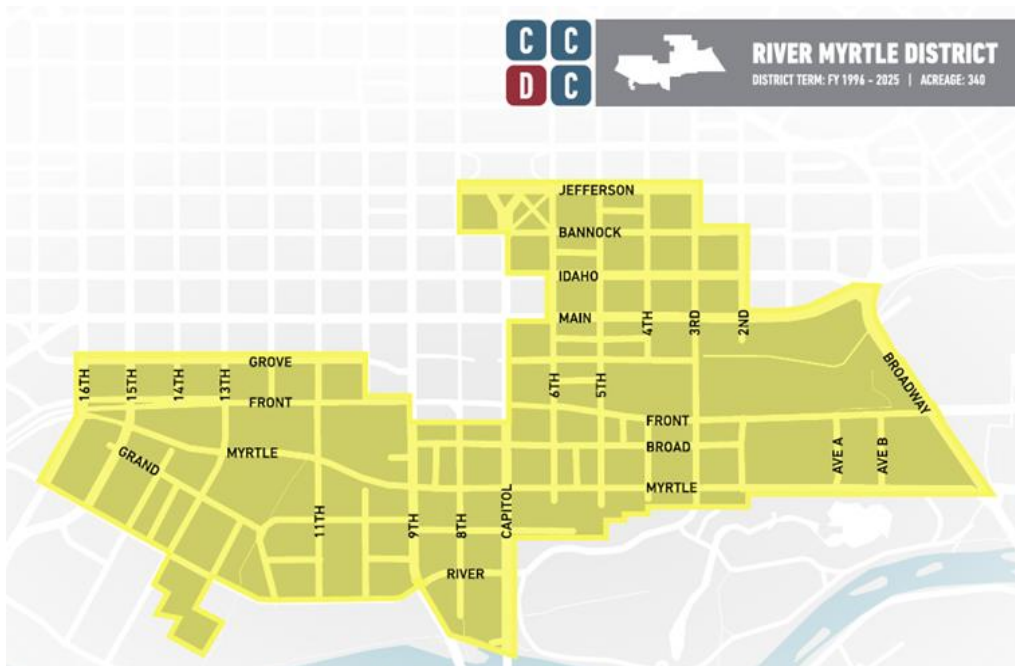 C C
D C
RIVER MYRTLE DISTRICT
DISTRICT TERM: FY 1996 - 2025 | ACREAGE: 340
JEFFERSON
BANNOCK
IDAHO
MAIN
4TH
3RD
2ND
GROVE
16TH
15TH
14TH
13TH
FRONT
6TH
5TH
BROADWAY
FRONT
BROAD
MYRTLE
GRAND
AVE A
AVE B
MYRTLE
11TH
9TH
8TH
CAPITOL
RIVER